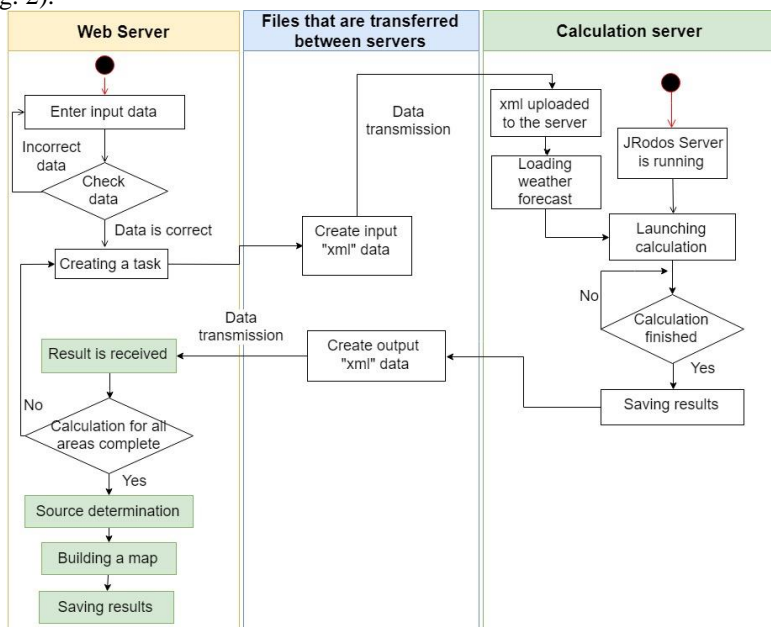 g. 2).
Web Server
Files that are transferred
between servers
Calculation server
Enter input data
Incorrect
data
Check
data
Data is correct
Creating a task
Data
transmission
Create input
"xml" data
xml uploaded
to the server
Loading
weather
forecast
JRodos Server
is running
Launching
calculation
No
Calculation
finished
Yes
Saving results
Create output
"xml" data
Data
transmission
Result is received
No
Calculation for all
areas complete
Yes
Source determination
Building a map
Saving results